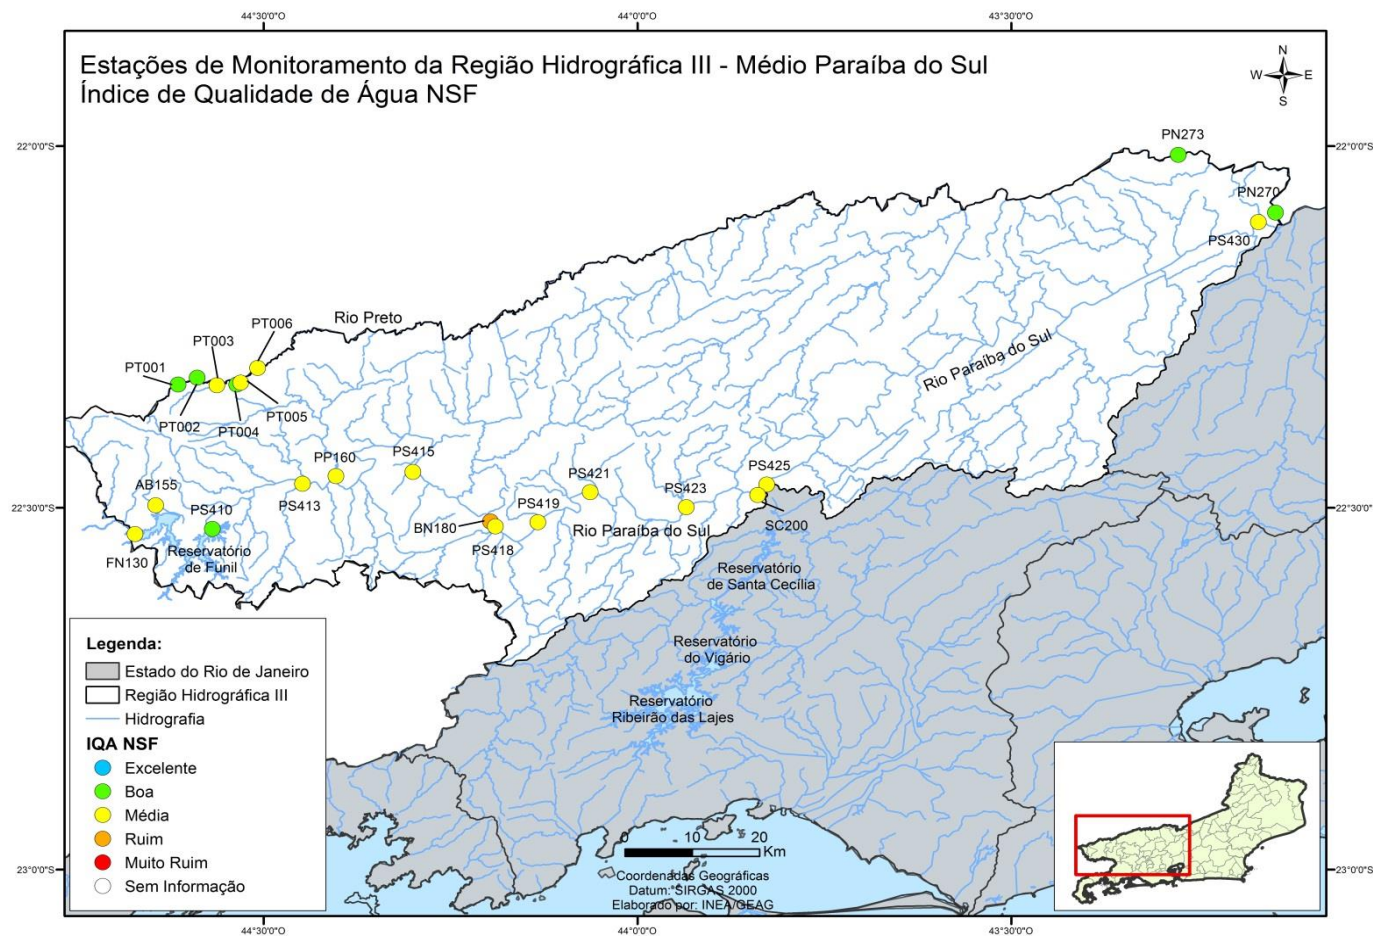 44°30'0"O
44°0'0"O
43°30'0"O
Estações de Monitoramento da Região Hidrográfica III - Médio Paraíba do Sul
Índice de Qualidade de Água NSF
N
W
E
S
22°0'0"S
22°0'0"S
PN273
PN270
PS430
Rio Preto
PT006
PT003
PT001
PT002
PT004
PT005
Rio Paraíba do Sul
PS415
PP160
PS413
AB155
PS410
FN130
Reservatório
de Funil
PS421
PS419
BN180
PS418
PS423
PS425
SC200
Rio Paraíba do Sul
22°30'0"S
22°30'0"S
Reservatório
de Santa Cecília
Reservatório
do Vigário
Reservatório
Ribeirão das Lajes
Legenda:
Estado do Rio de Janeiro
Região Hidrográfica III
Hidrografia
IQA NSF
Excelente
Boa
Média
Ruim
Muito Ruim
Sem Informação
0 10 20
Km
Coordenadas Geográficas
Datum: SIRGAS 2000
Elaborado por: INEA/GEAG
23°0'0"S
23°0'0"S
44°30'0"O
44°0'0"O
43°30'0"O